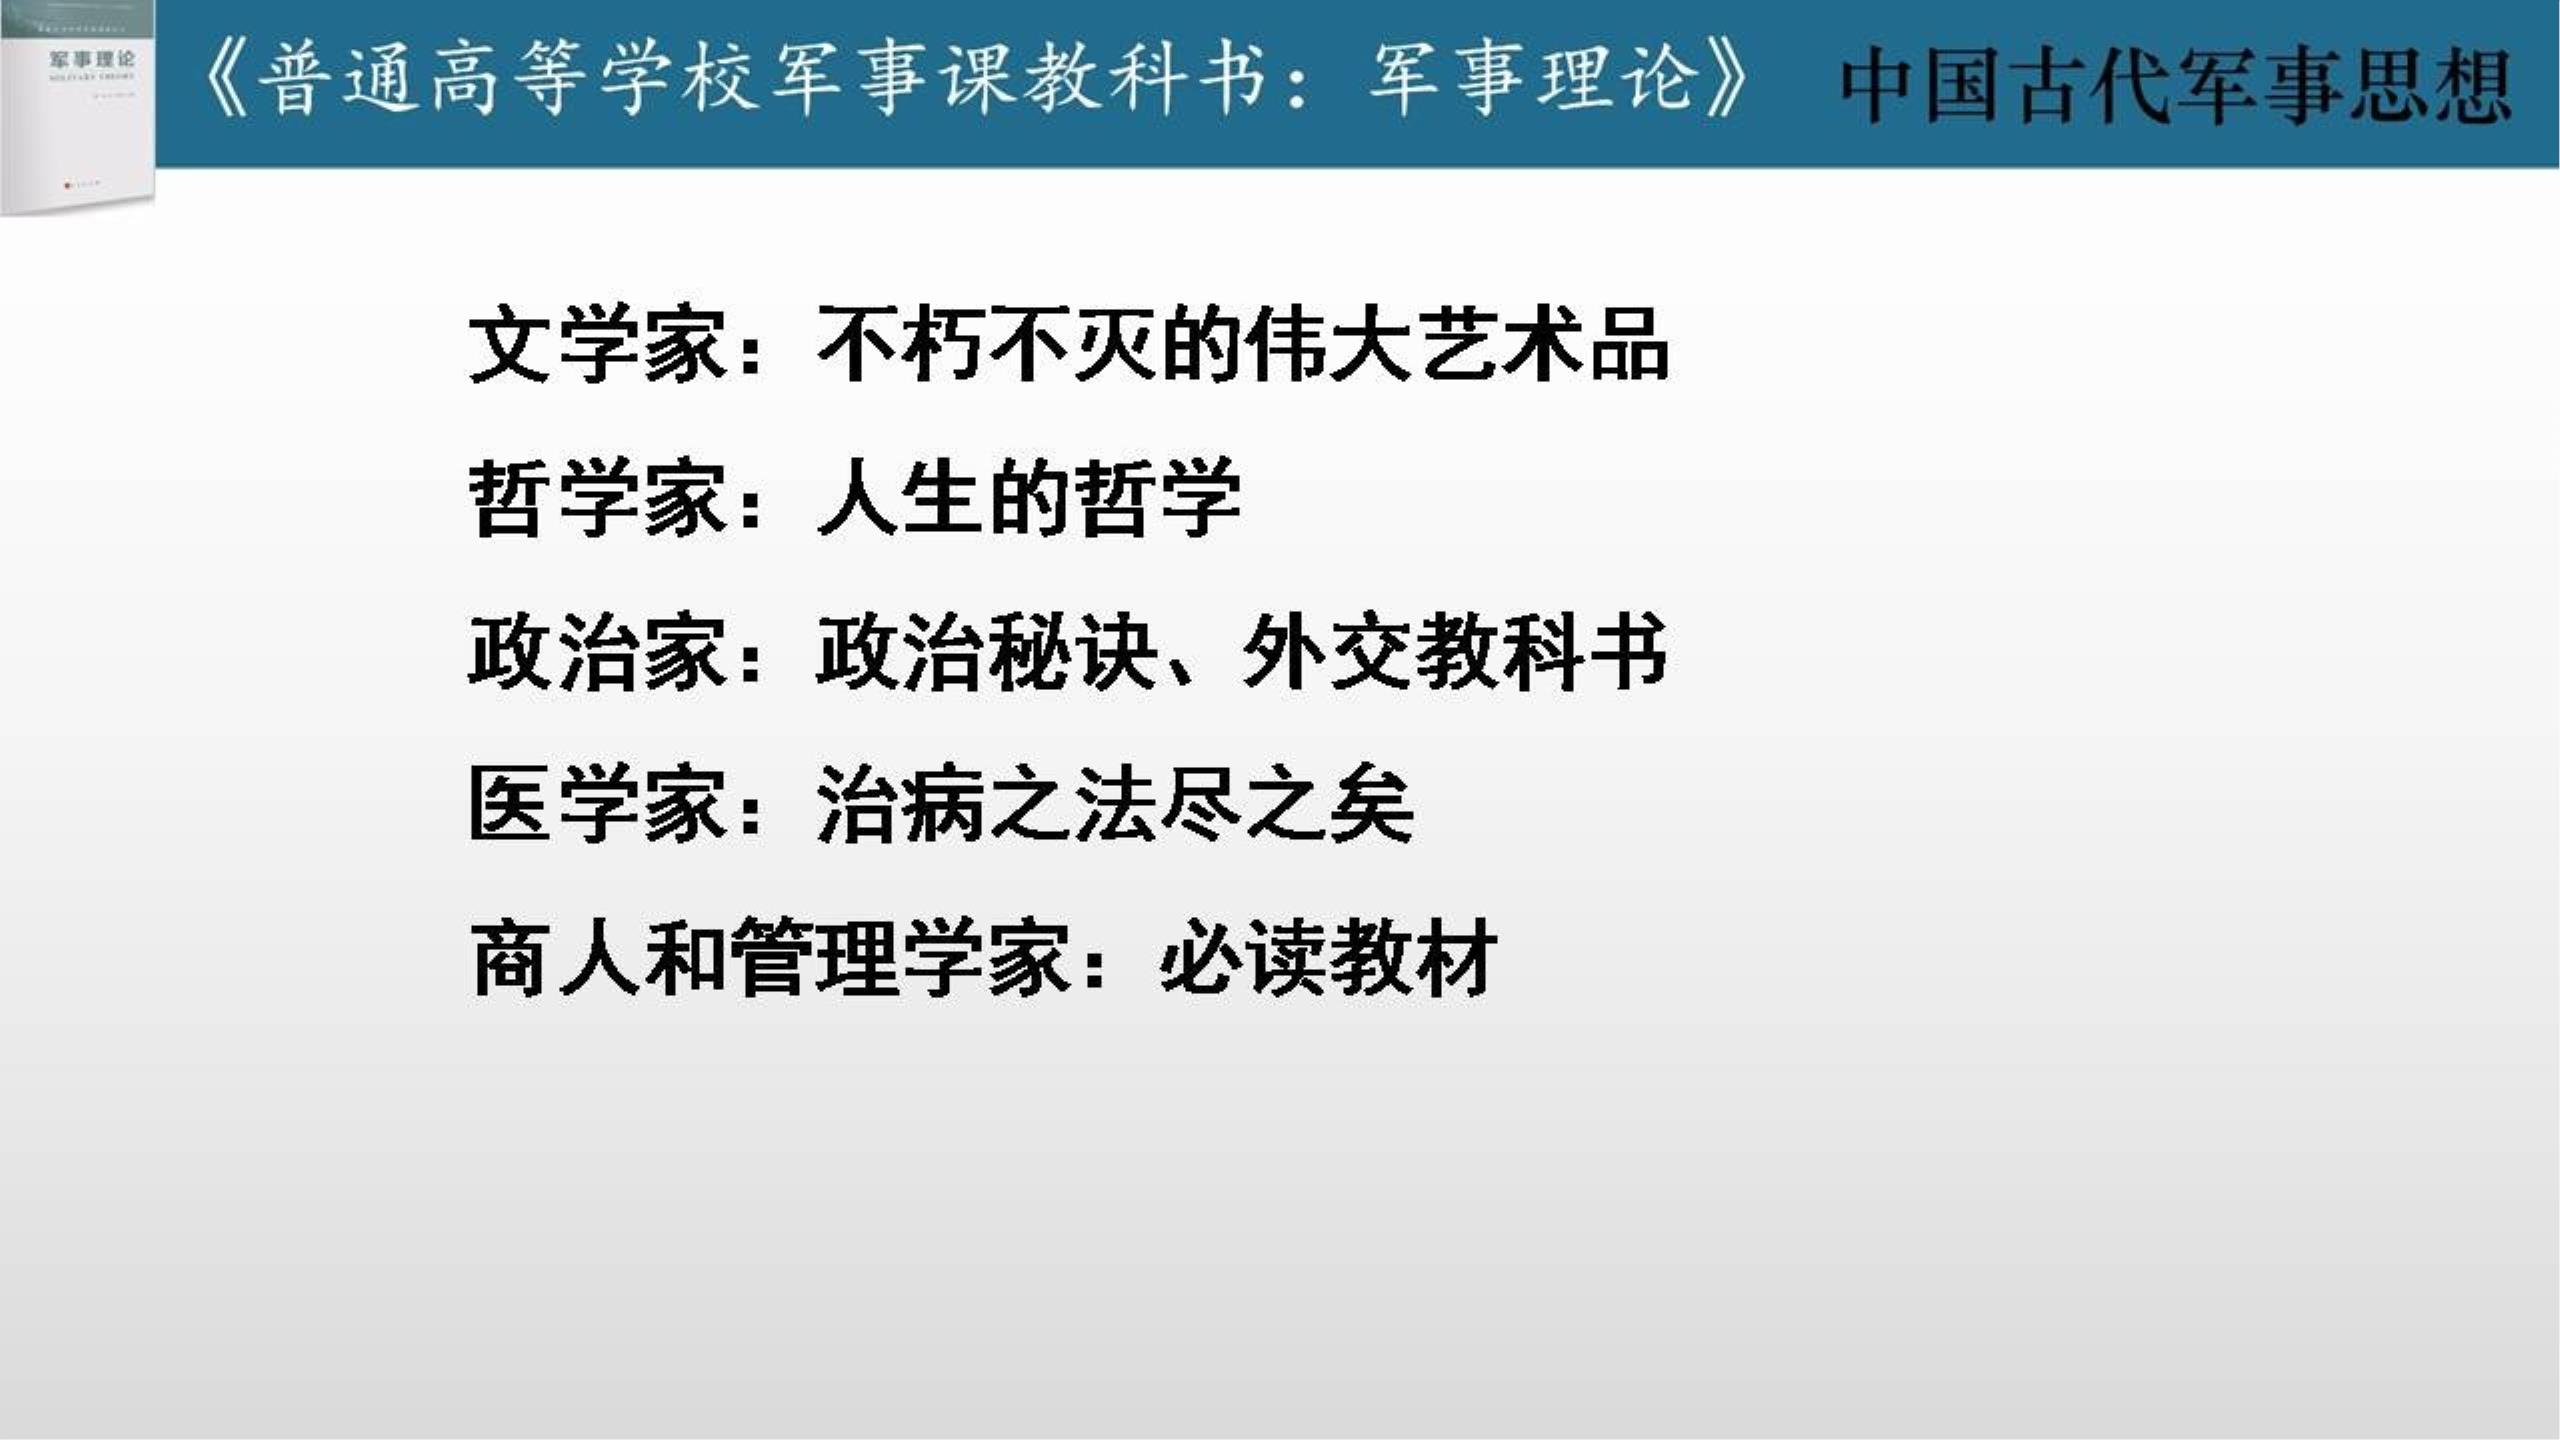 军事理论
MILITARY THEORY
《普通高等学校军事课教科书：军事理论》 中国古代军事思想
文学家：不朽不灭的伟大艺术品
哲学家：人生的哲学
政治家：政治秘诀、外交教科书
医学家：治病之法尽之矣
商人和管理学家：必读教材